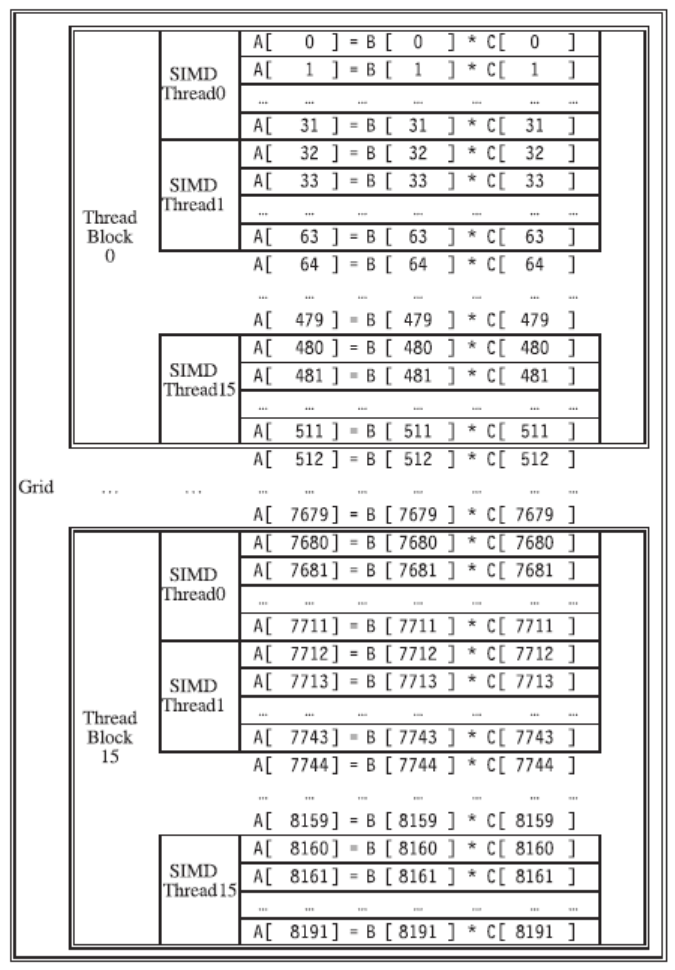 A[ 0 ] = B [ 0 ] * C[ 0 ]
SIMD Thread0
A[ 1 ] = B [ 1 ] * C[ 1 ]
... ... ... ... ... ... ...
A[ 31 ] = B [ 31 ] * C[ 31 ]
A[ 32 ] = B [ 32 ] * C[ 32 ]
SIMD Thread1
A[ 33 ] = B [ 33 ] * C[ 33 ]
... ... ... ... ... ... ...
Thread Block 0
A[ 63 ] = B [ 63 ] * C[ 63 ]
A[ 64 ] = B [ 64 ] * C[ 64 ]
... ... ... ... ... ... ...
A[ 479 ] = B [ 479 ] * C[ 479 ]
A[ 480 ] = B [ 480 ] * C[ 480 ]
SIMD Thread15
A[ 481 ] = B [ 481 ] * C[ 481 ]
... ... ... ... ... ... ...
A[ 511 ] = B [ 511 ] * C[ 511 ]
A[ 512 ] = B [ 512 ] * C[ 512 ]
Grid ... ... ... ... ... ... ... ... ...
A[ 7679 ] = B [ 7679 ] * C[ 7679 ]
A[ 7680 ] = B [ 7680 ] * C[ 7680 ]
SIMD Thread0
A[ 7681 ] = B [ 7681 ] * C[ 7681 ]
... ... ... ... ... ... ...
A[ 7711 ] = B [ 7711 ] * C[ 7711 ]
A[ 7712 ] = B [ 7712 ] * C[ 7712 ]
SIMD Thread1
A[ 7713 ] = B [ 7713 ] * C[ 7713 ]
... ... ... ... ... ... ...
Thread Block 15
A[ 7743 ] = B [ 7743 ] * C[ 7743 ]
A[ 7744 ] = B [ 7744 ] * C[ 7744 ]
... ... ... ... ... ... ...
A[ 8159 ] = B [ 8159 ] * C[ 8159 ]
A[ 8160 ] = B [ 8160 ] * C[ 8160 ]
SIMD Thread15
A[ 8161 ] = B [ 8161 ] * C[ 8161 ]
... ... ... ... ... ... ...
A[ 8191 ] = B [ 8191 ] * C[ 8191 ]